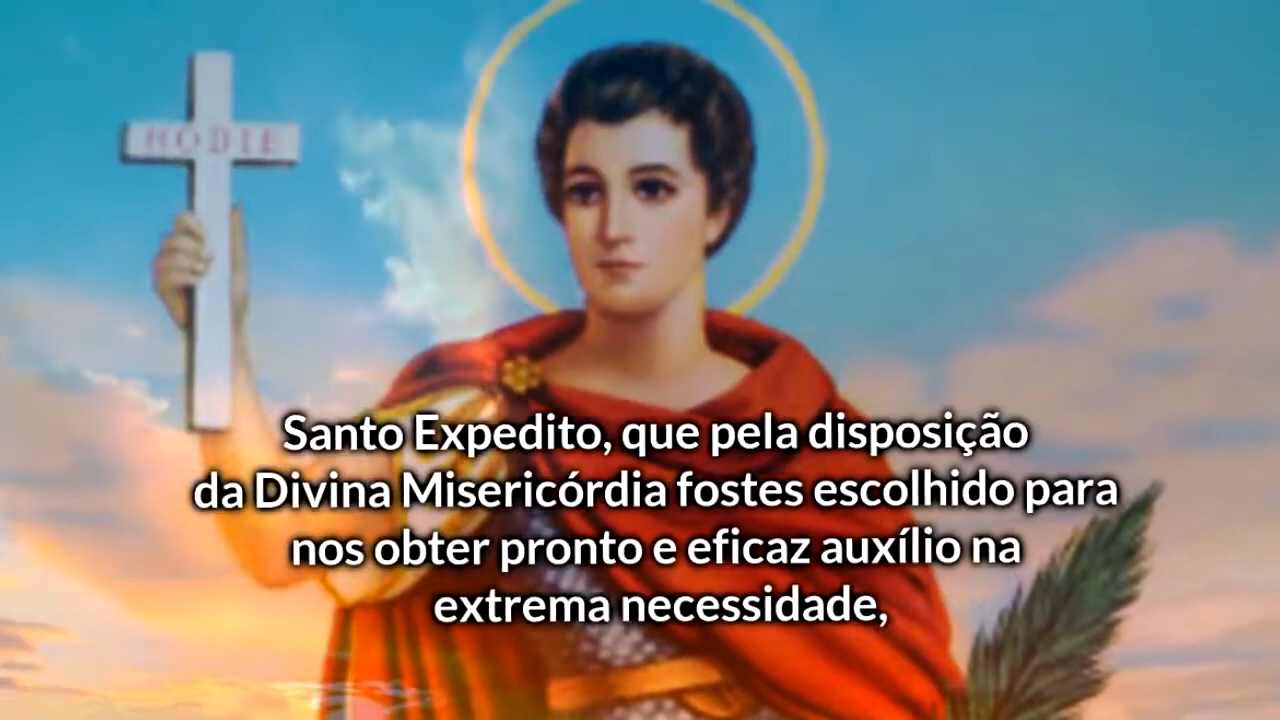 HODIE
Santo Expedito, que pela disposição
da Divina Misericórdia fostes escolhido para
nos obter pronto e eficaz auxílio na
extrema necessidade,